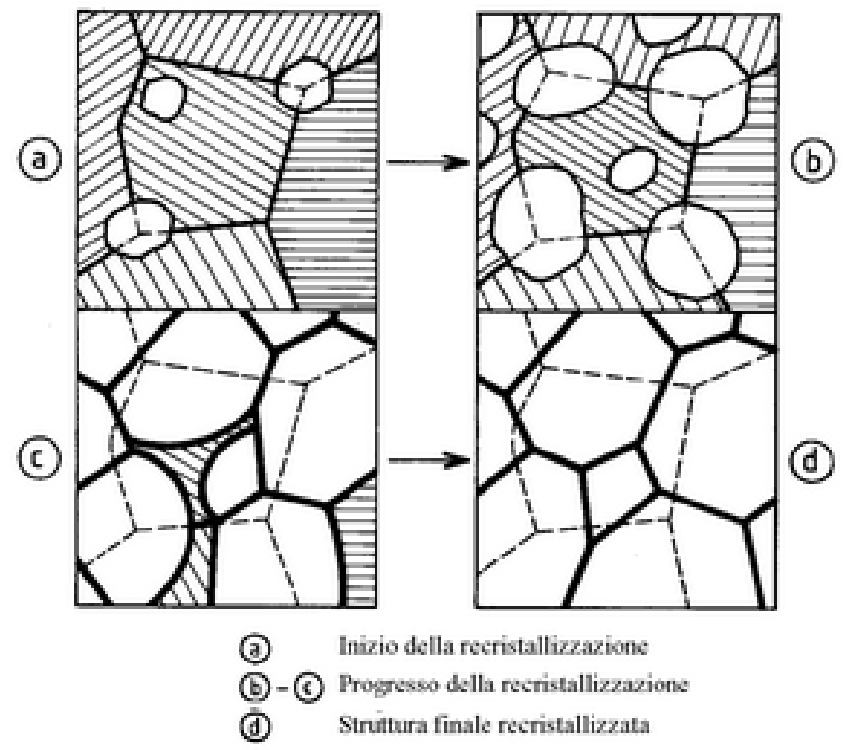 a
b
c
d
a Inizio della recristallizzazione
b - c Progresso della recristallizzazione
d Struttura finale recristallizzata